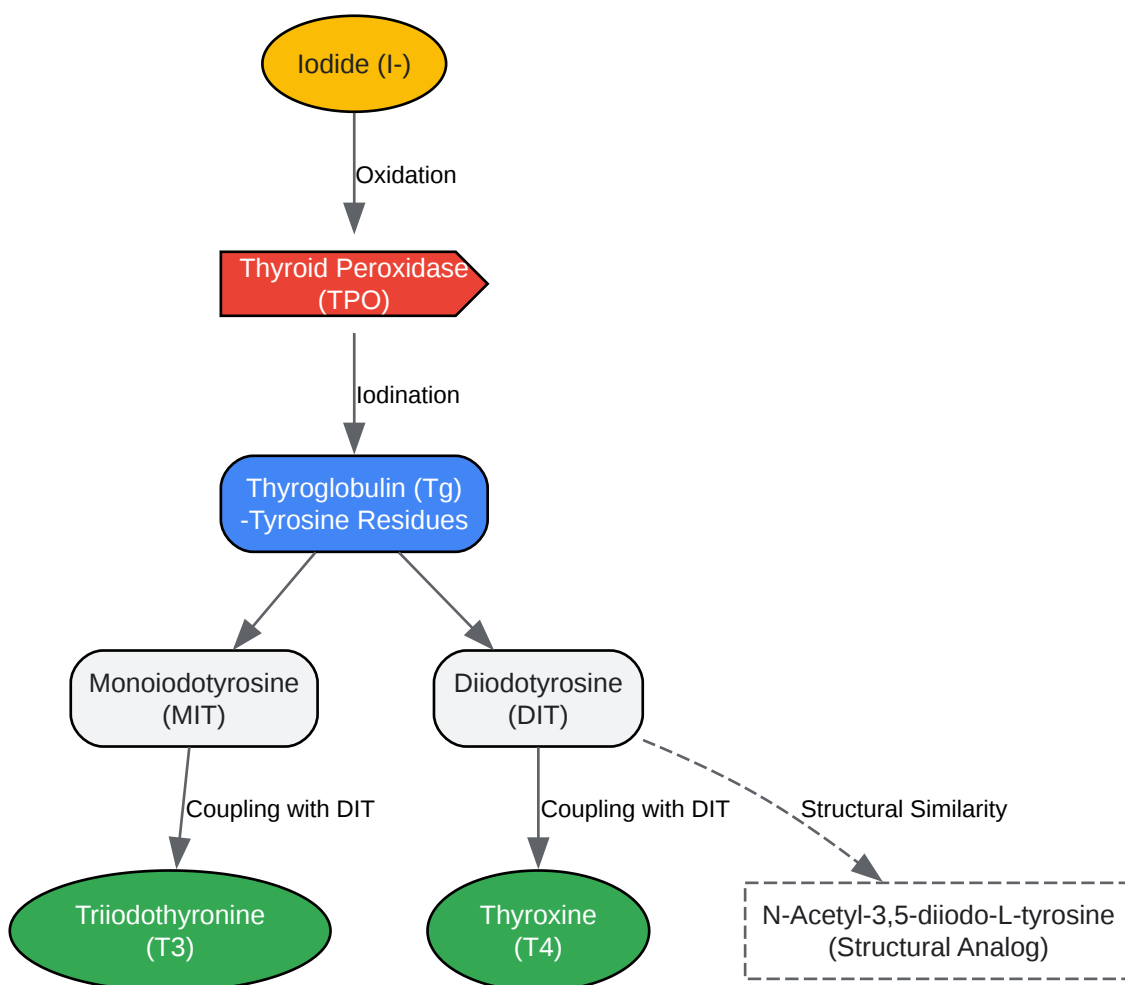 Iodide (I-)
Oxidation
Thyroid Peroxidase
(TPO)
Iodination
Thyroglobulin (Tg)
-Tyrosine Residues
Monoiodotyrosine
(MIT)
Diiodotyrosine
(DIT)
Coupling with DIT
Coupling with DIT
Structural Similarity
Triiodothyronine
(T3)
Thyroxine
(T4)
N-Acetyl-3,5-diiodo-L-tyrosine
(Structural Analog)